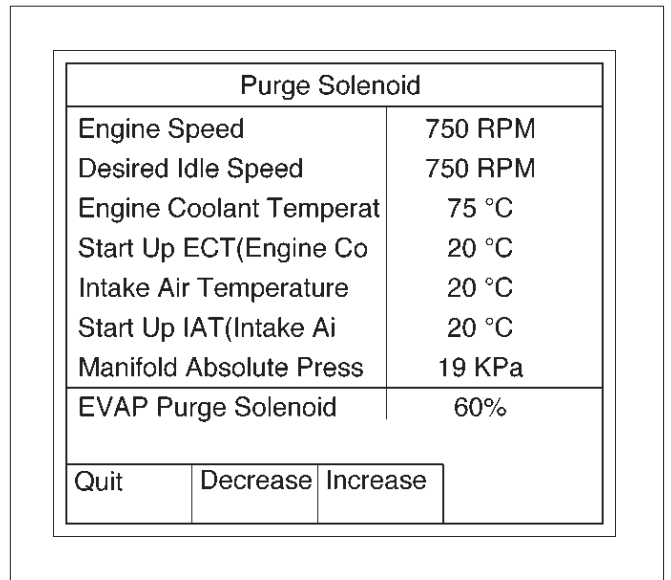 Purge Solenoid
Engine Speed 750 RPM
Desired Idle Speed 750 RPM
Engine Coolant Temperat 75 °C
Start Up ECT(Engine Co 20 °C
Intake Air Temperature 20 °C
Start Up IAT(Intake Ai 20 °C
Manifold Absolute Press 19 KPa
EVAP Purge Solenoid 60%
Quit Decrease Increase